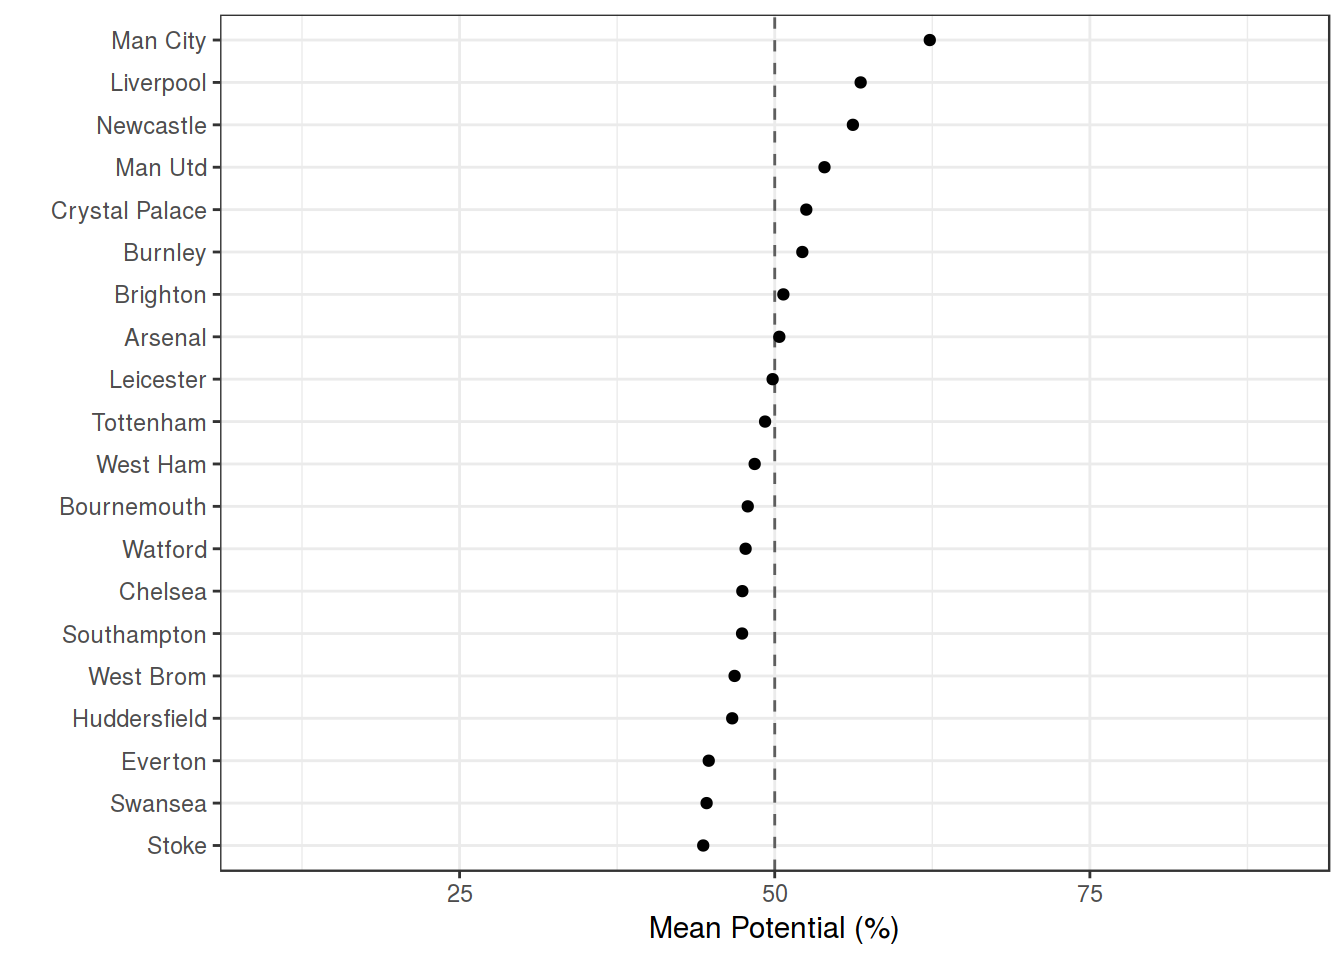 Man City
Liverpool
Newcastle
Man Utd
Crystal Palace
Burnley
Brighton
Arsenal
Leicester
Tottenham
West Ham
Bournemouth
Watford
Chelsea
Southampton
West Brom
Huddersfield
Everton
Swansea
Stoke
25 50 75
Mean Potential (%)